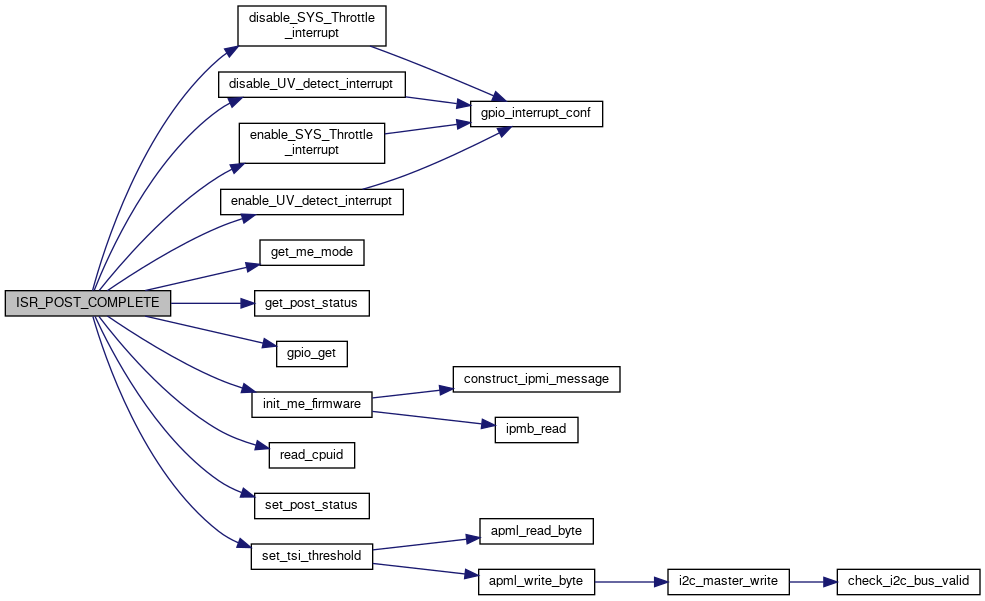 disable_SYS_Throttle
_interrupt
disable_UV_detect_interrupt
gpio_interrupt_conf
enable_SYS_Throttle
_interrupt
enable_UV_detect_interrupt
get_me_mode
ISR_POST_COMPLETE
get_post_status
gpio_get
construct_ipmi_message
init_me_firmware
ipmb_read
read_cpuid
set_post_status
apml_read_byte
set_tsi_threshold
apml_write_byte
i2c_master_write
check_i2c_bus_valid